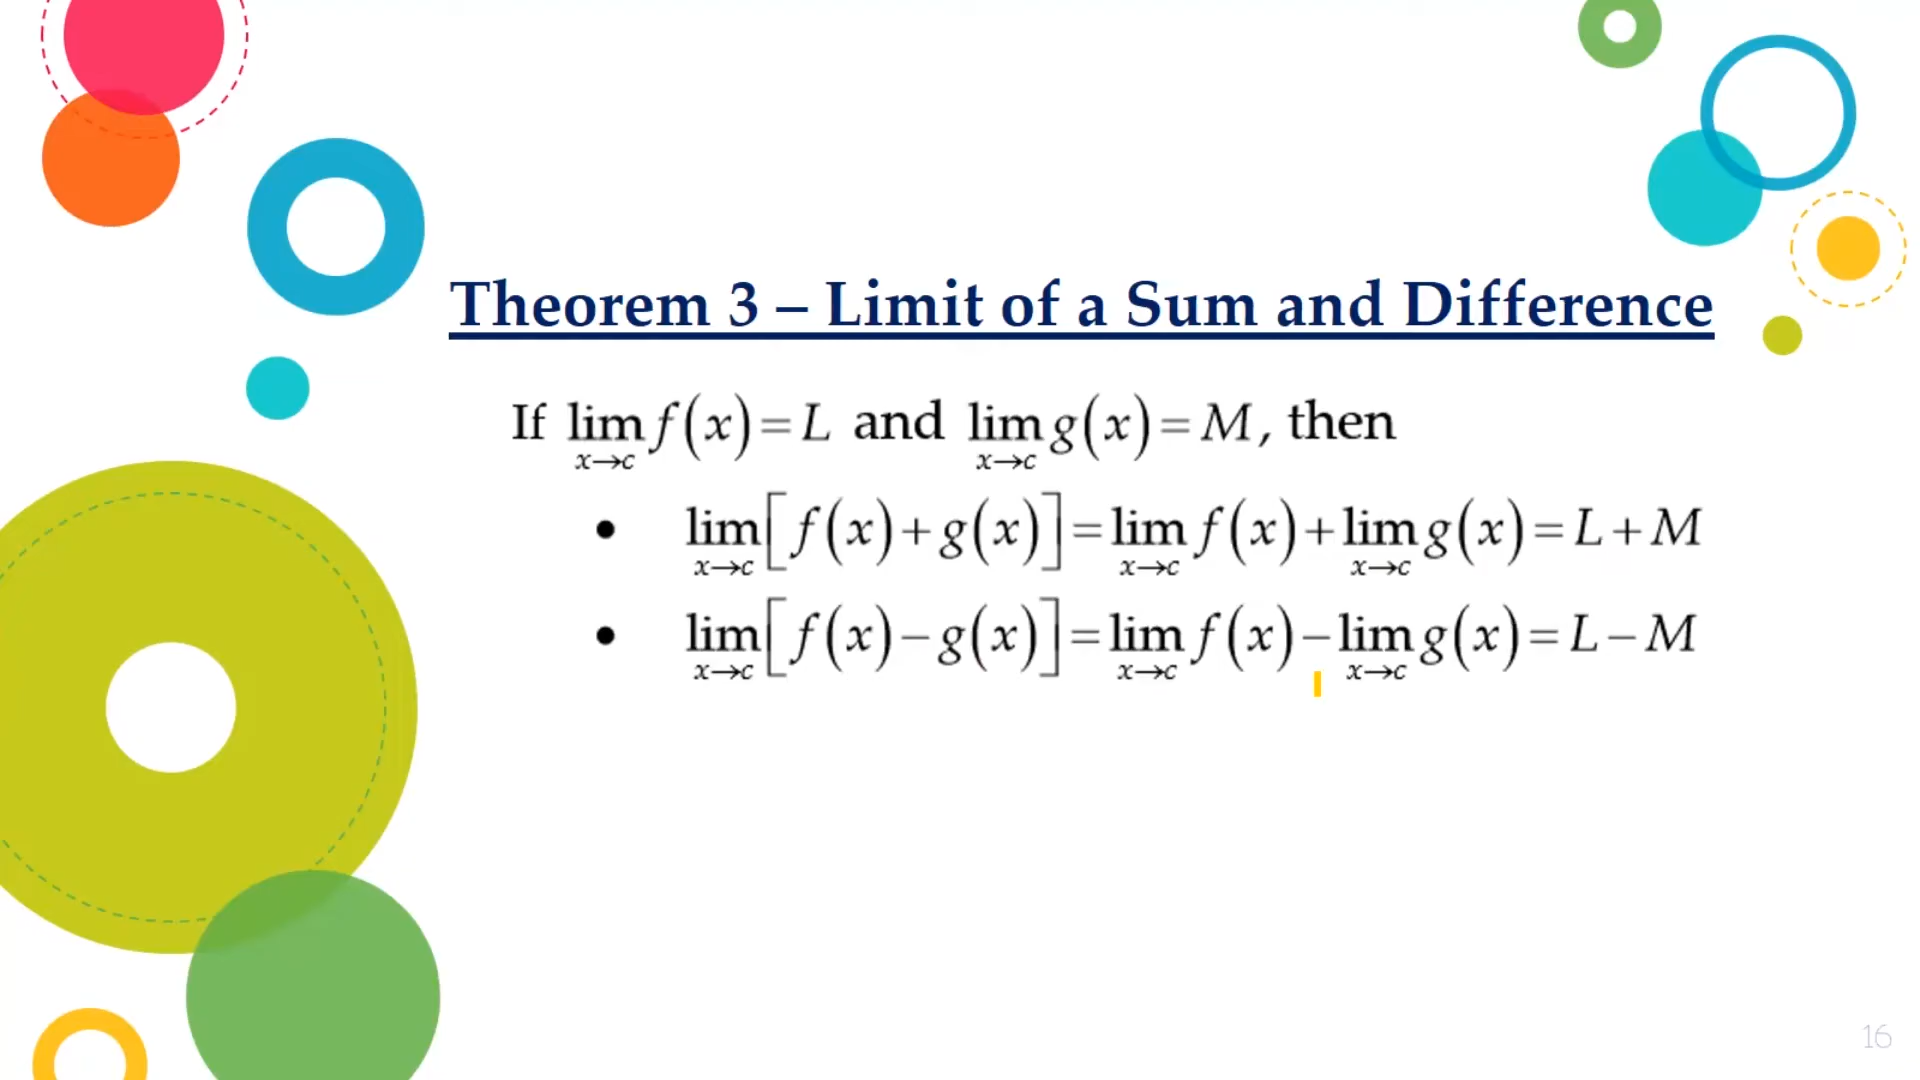 Theorem 3 – Limit of a Sum and Difference
If lim_{x→c} f(x) = L and lim_{x→c} g(x) = M, then
• lim_{x→c} [f(x) + g(x)] = lim_{x→c} f(x) + lim_{x→c} g(x) = L + M
• lim_{x→c} [f(x) − g(x)] = lim_{x→c} f(x) − lim_{x→c} g(x) = L − M
16